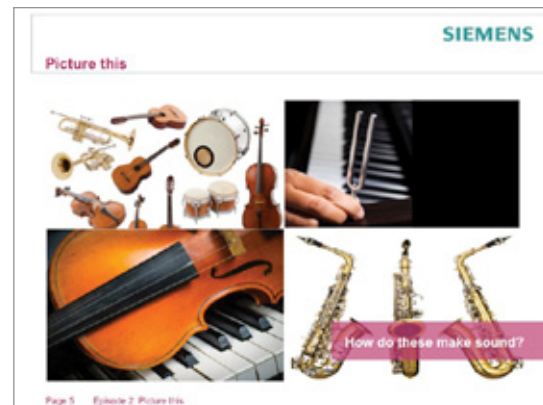 SIEMENS
Picture this
How do these make sound?
Page 5 Episode 2 Picture this